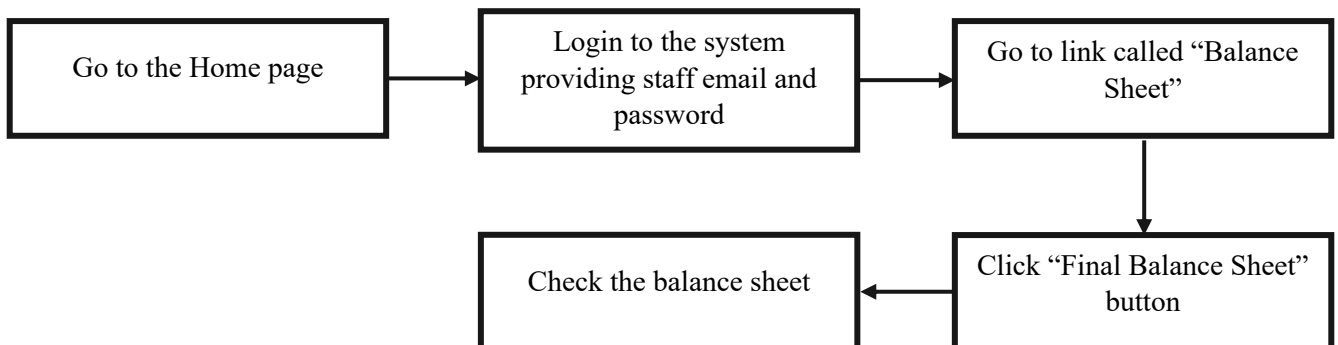 Go to the Home page
Login to the system
providing staff email and
password
Go to link called “Balance
Sheet”
Click “Final Balance Sheet”
button
Check the balance sheet